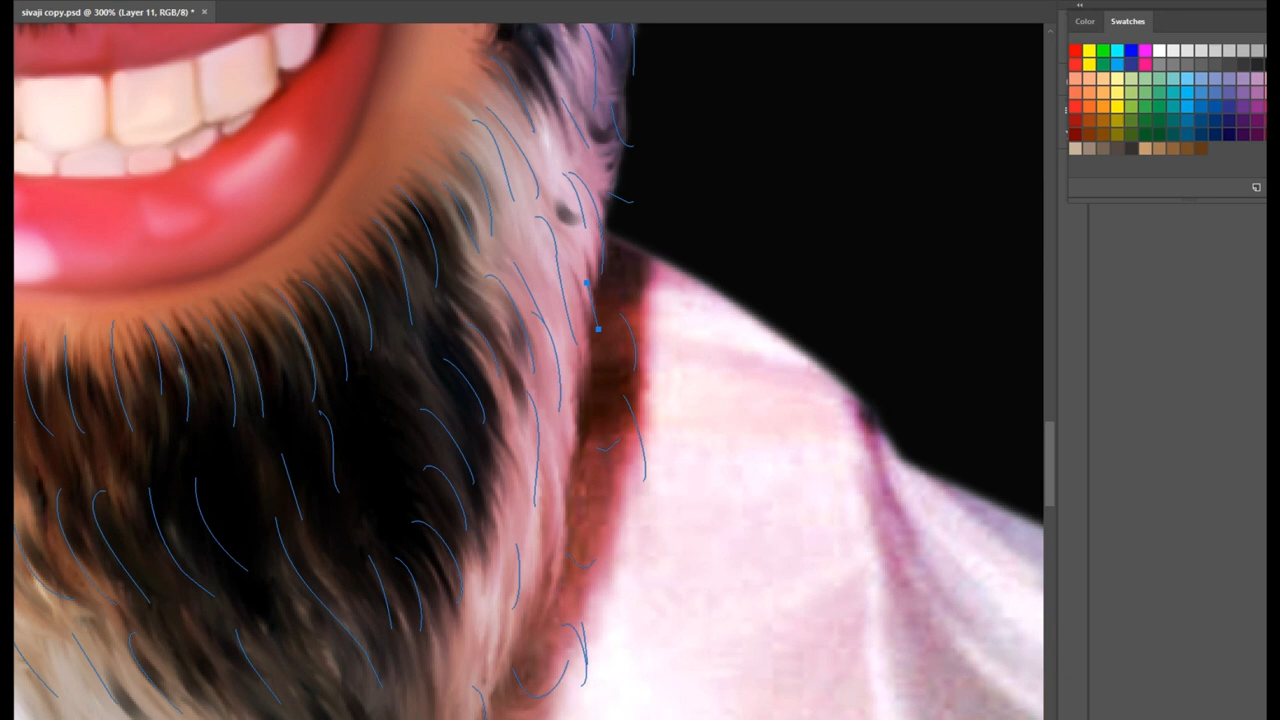 sivaji copy.psd @ 300% (Layer 11, RGB/8) * ×
Color Swatches